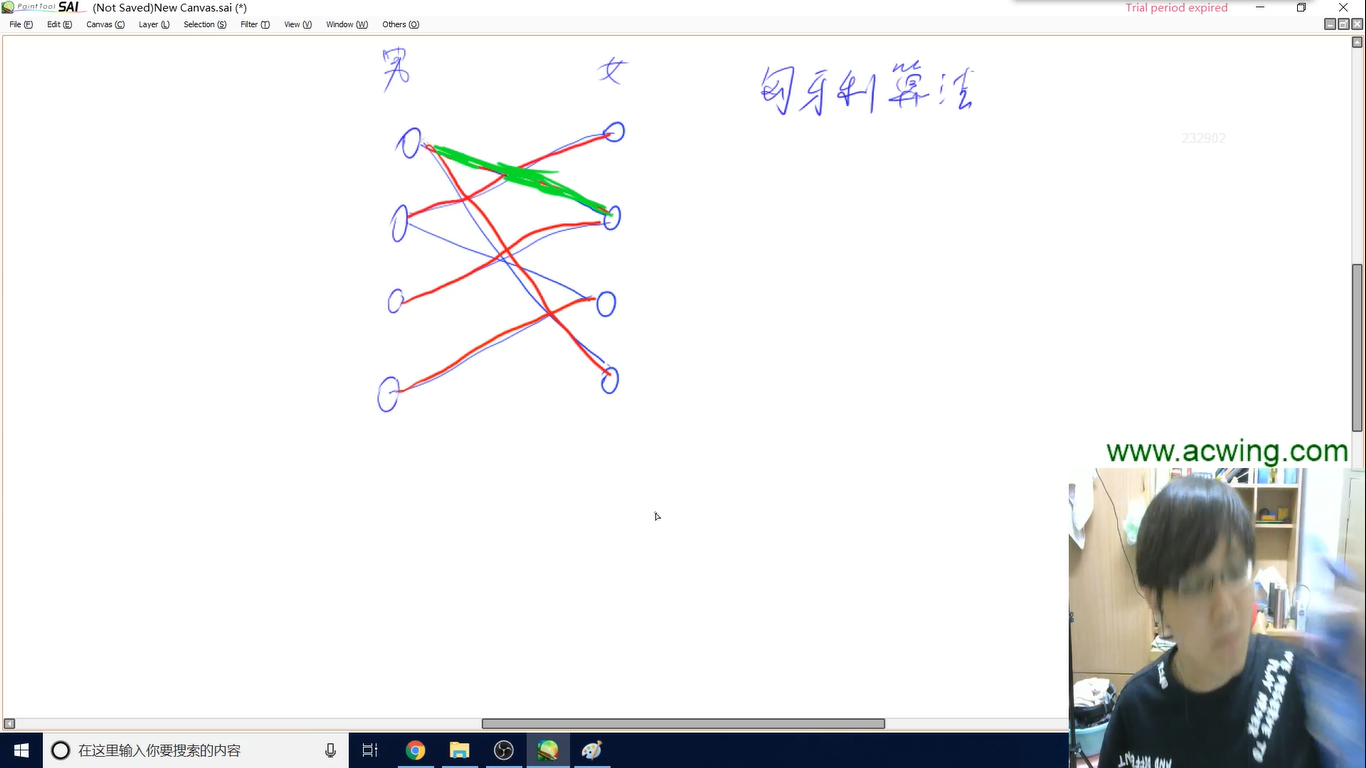 PaintTool SAI (Not Saved)New Canvas.sai (*)
Trial period expired
File (F) Edit (E) Canvas (C) Layer (L) Selection (S) Filter (T) View (V) Window (W) Others (O)
男 女 匈牙利算法
232902
www.acwing.com
在这里输入你要搜索的内容